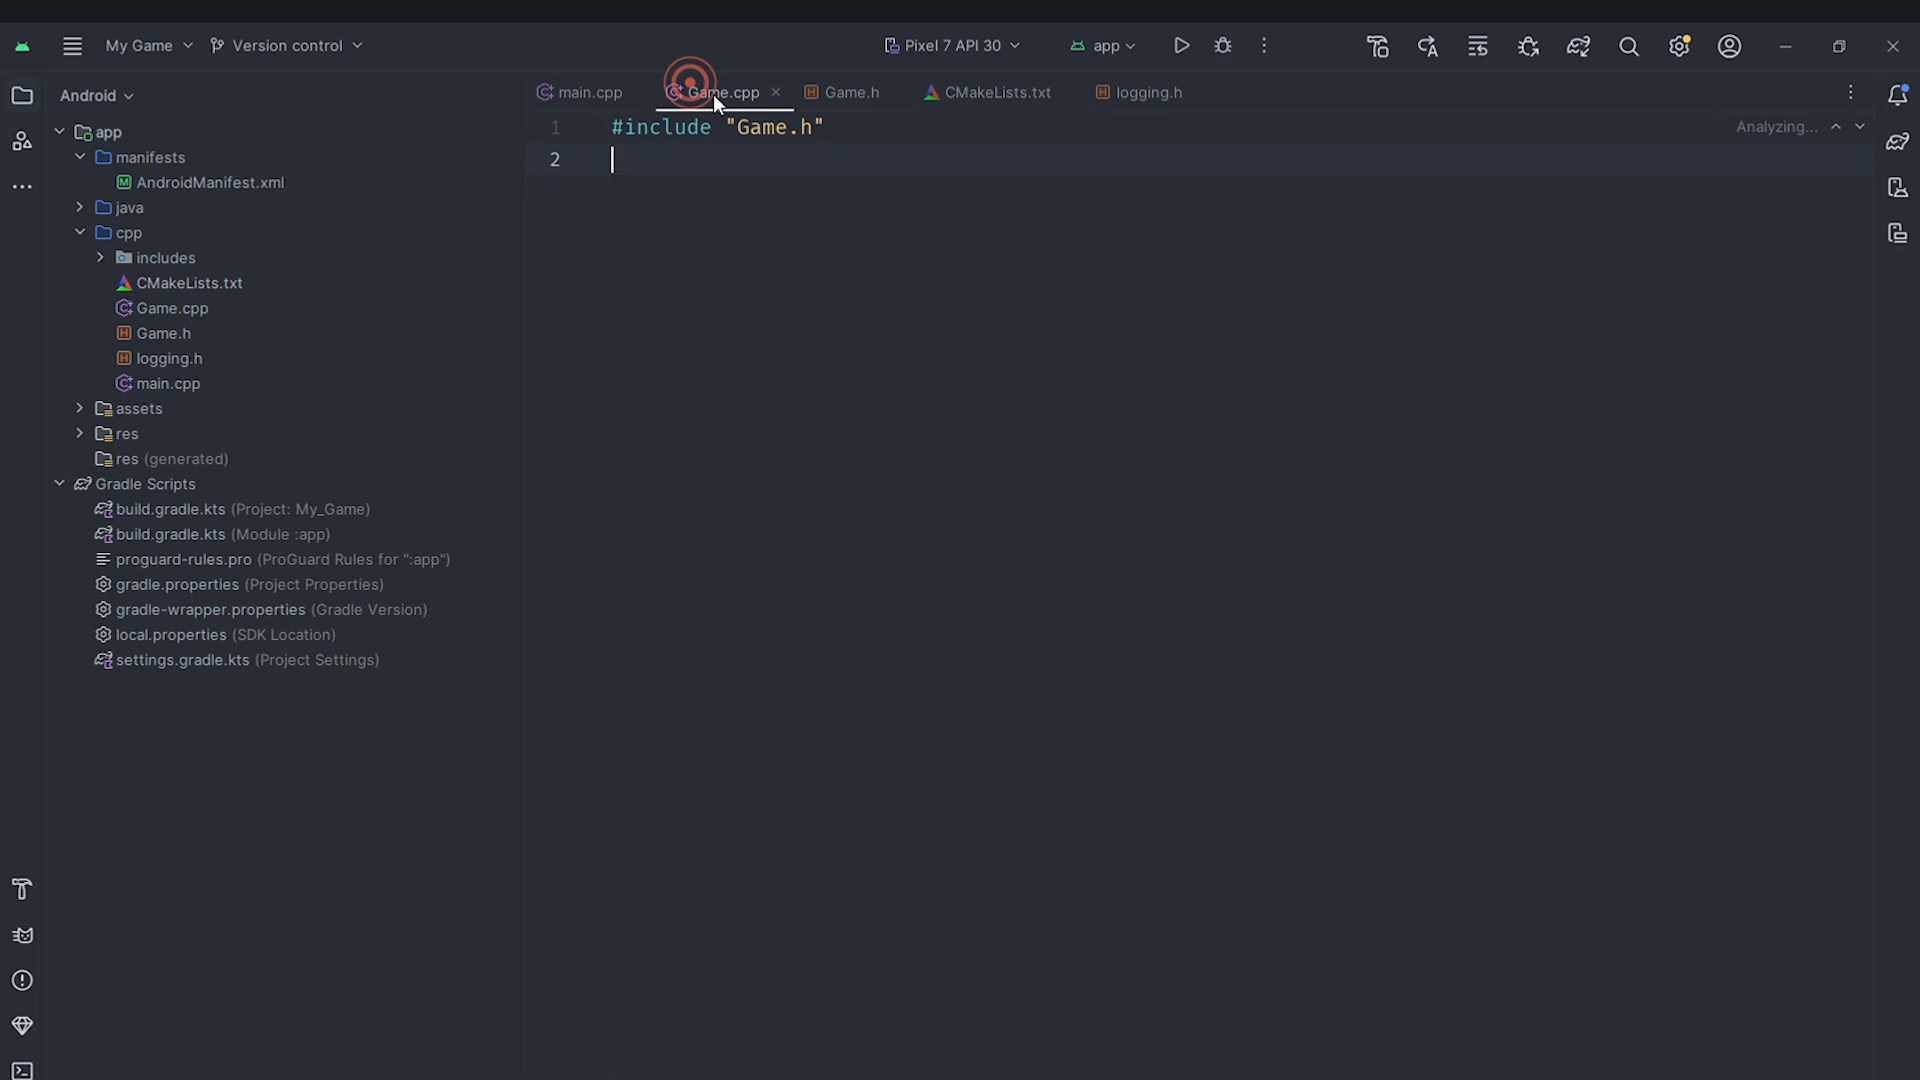 My Game Version control Pixel 7 API 30 app
Android
main.cpp Game.cpp Game.h CMakeLists.txt logging.h
1 #include "Game.h" Analyzing...
2
app
manifests
AndroidManifest.xml
java
cpp
includes
CMakeLists.txt
Game.cpp
Game.h
logging.h
main.cpp
assets
res
res (generated)
Gradle Scripts
build.gradle.kts (Project: My_Game)
build.gradle.kts (Module :app)
proguard-rules.pro (ProGuard Rules for ":app")
gradle.properties (Project Properties)
gradle-wrapper.properties (Gradle Version)
local.properties (SDK Location)
settings.gradle.kts (Project Settings)